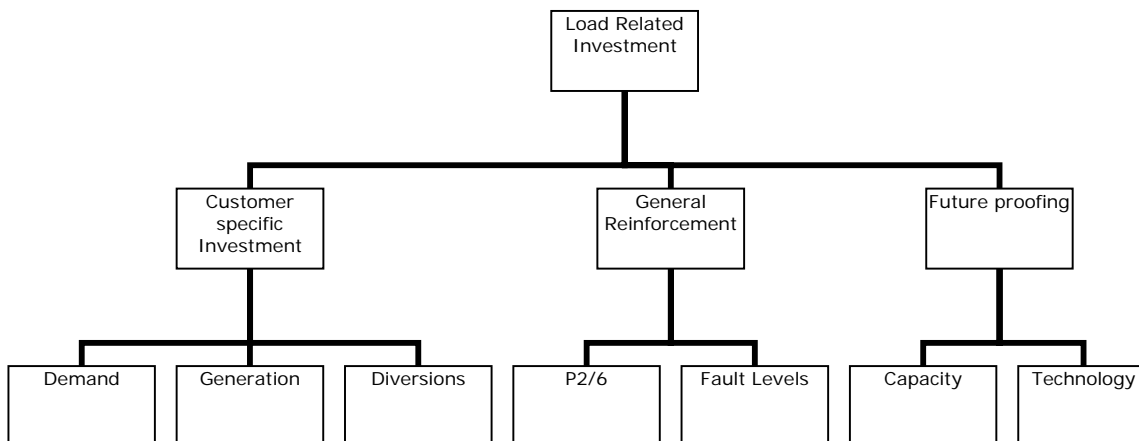 Load Related
Investment
Customer
specific
Investment
General
Reinforcement
Future proofing
Demand
Generation
Diversions
P2/6
Fault Levels
Capacity
Technology